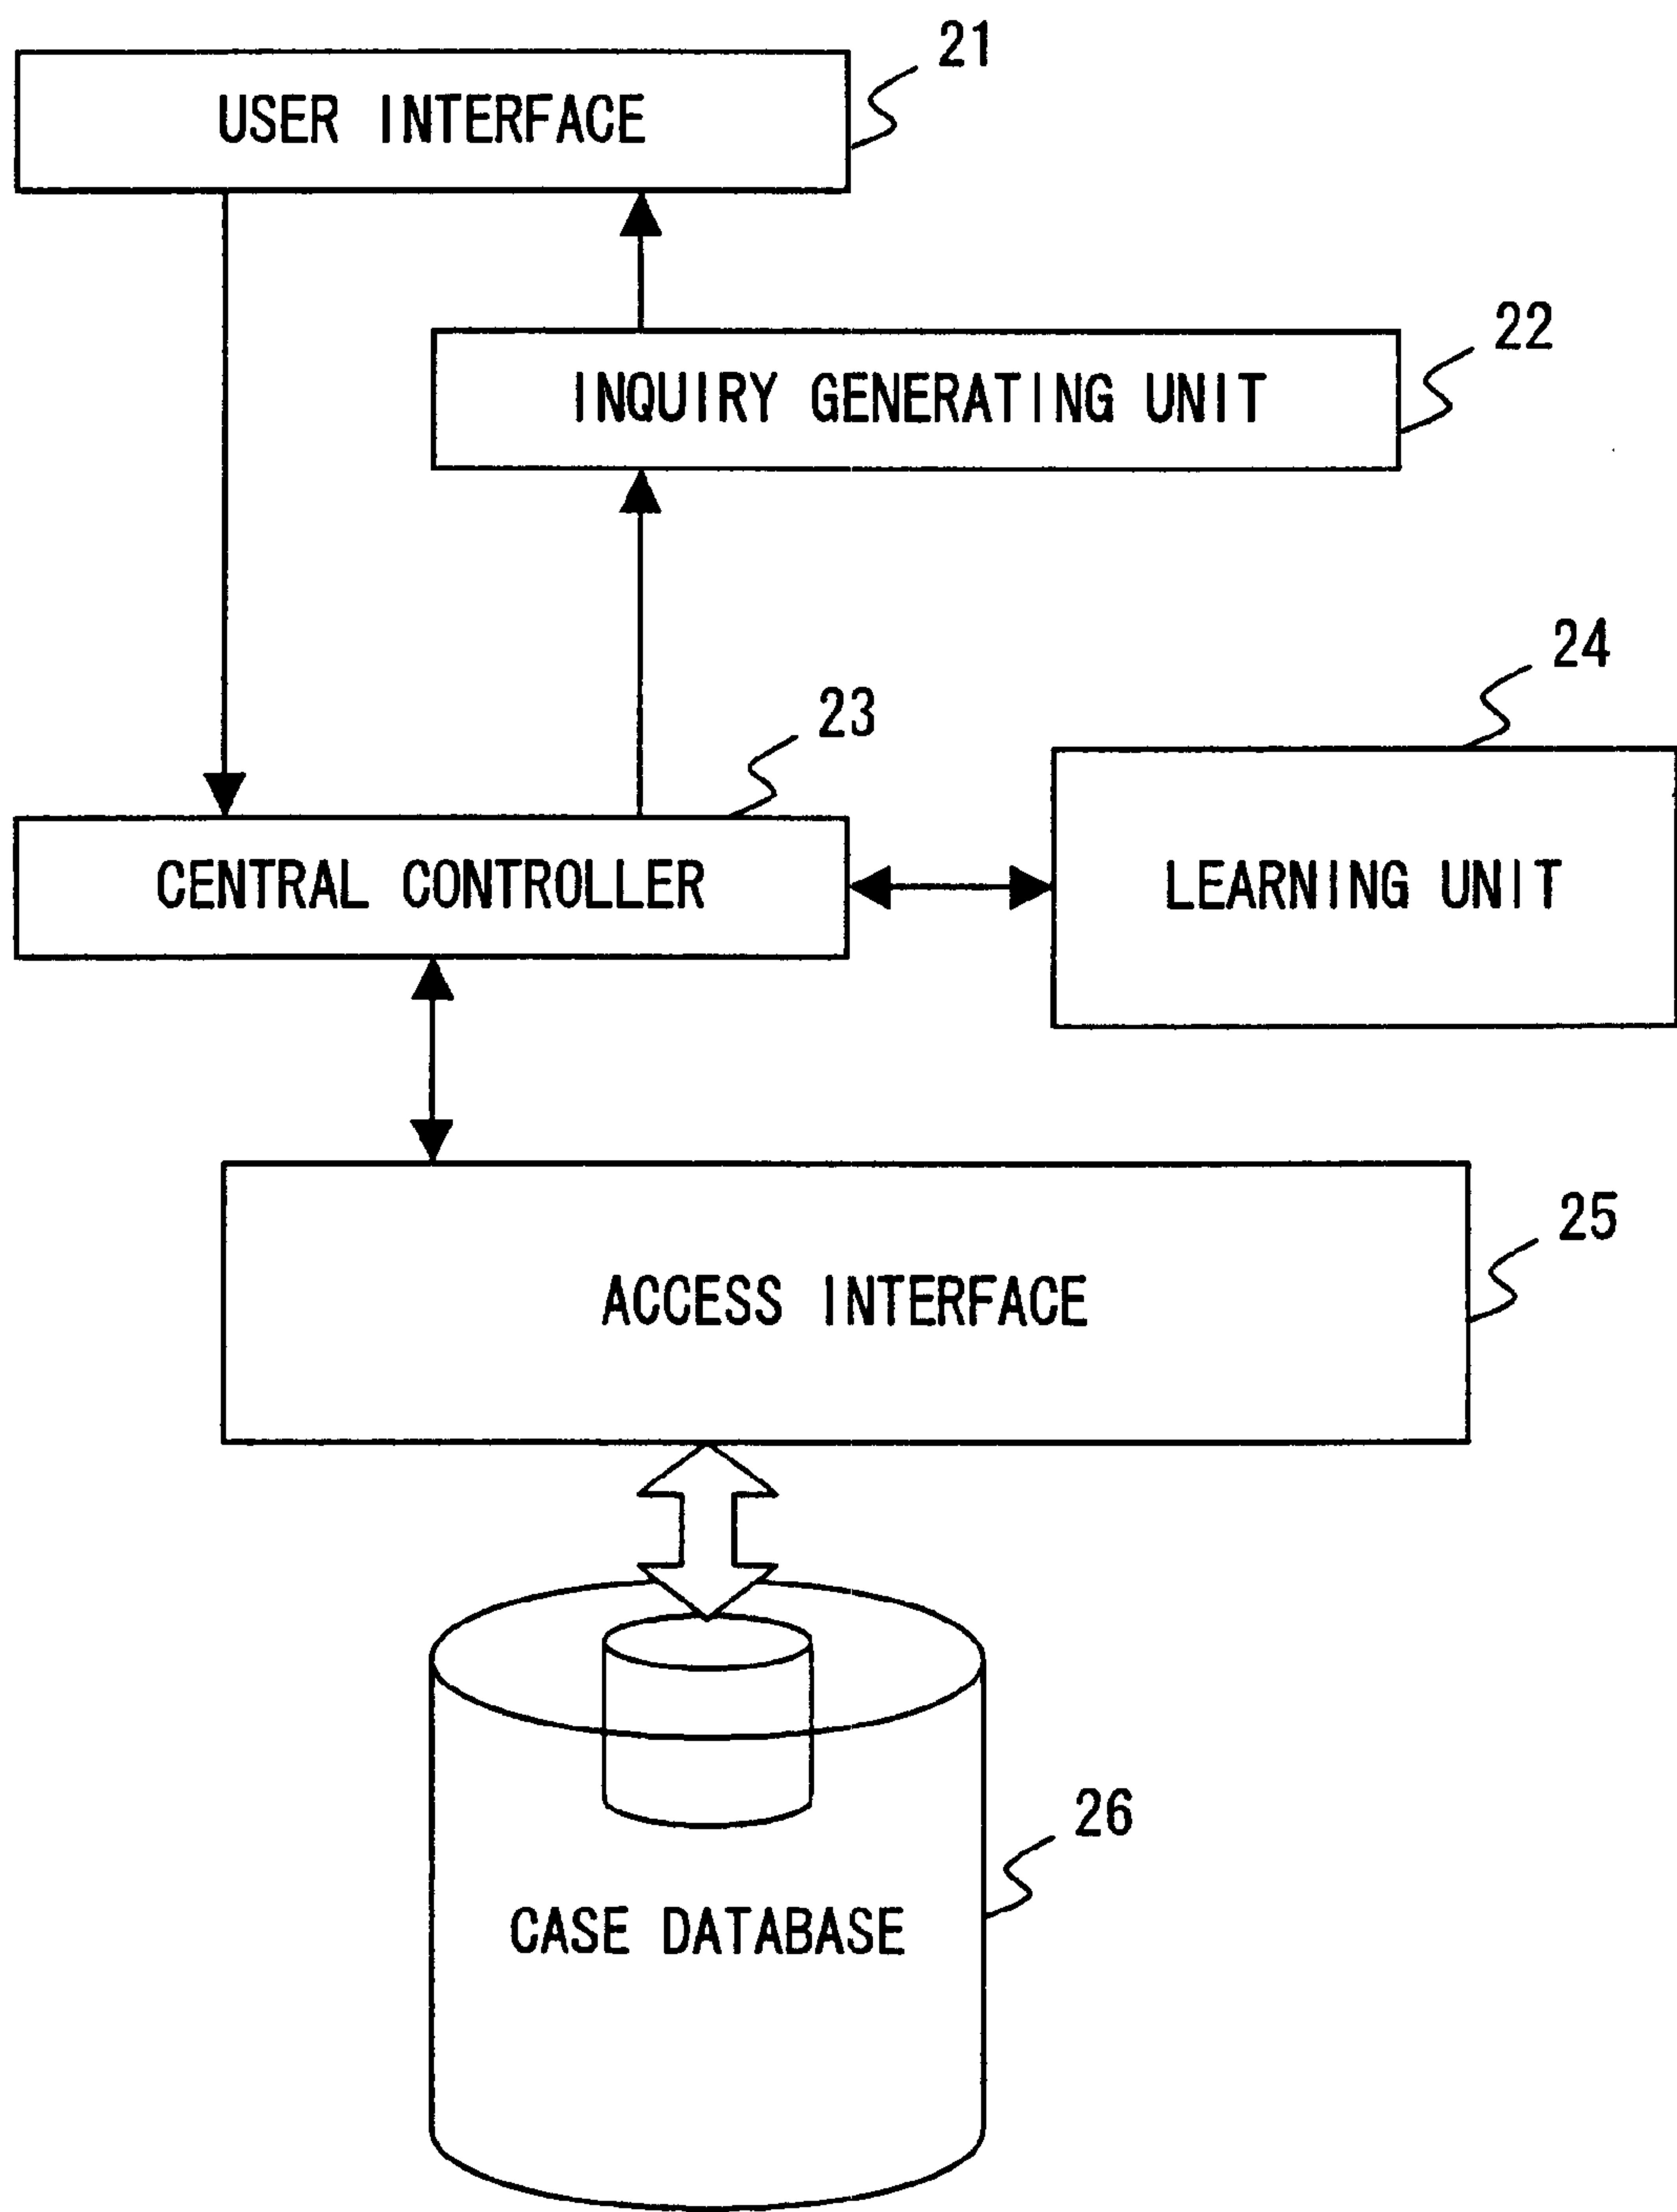 21
USER INTERFACE
22
INQUIRY GENERATING UNIT
24
23
CENTRAL CONTROLLER
LEARNING UNIT
25
ACCESS INTERFACE
26
CASE DATABASE